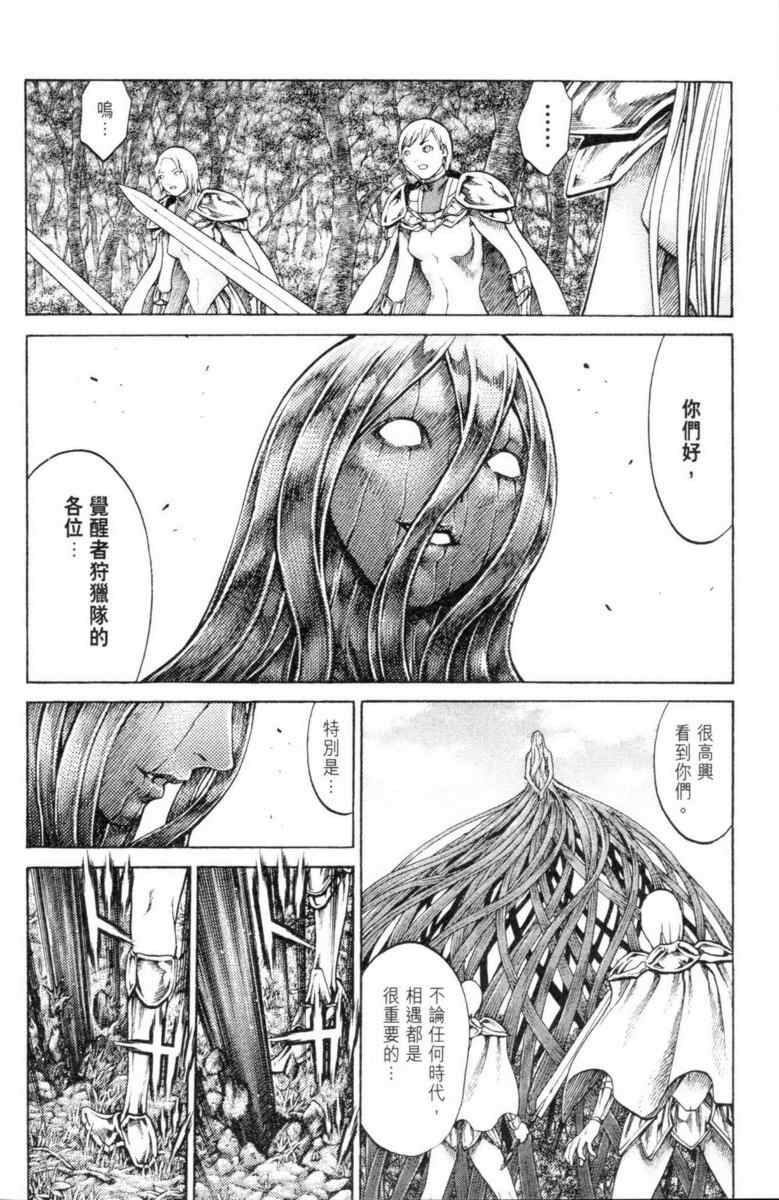 ……
嗚…
你們好，
覺醒者狩獵隊的
各位…
很高興
看到你們。
不論任何時代，
相遇都是
很重要的…
特別是…